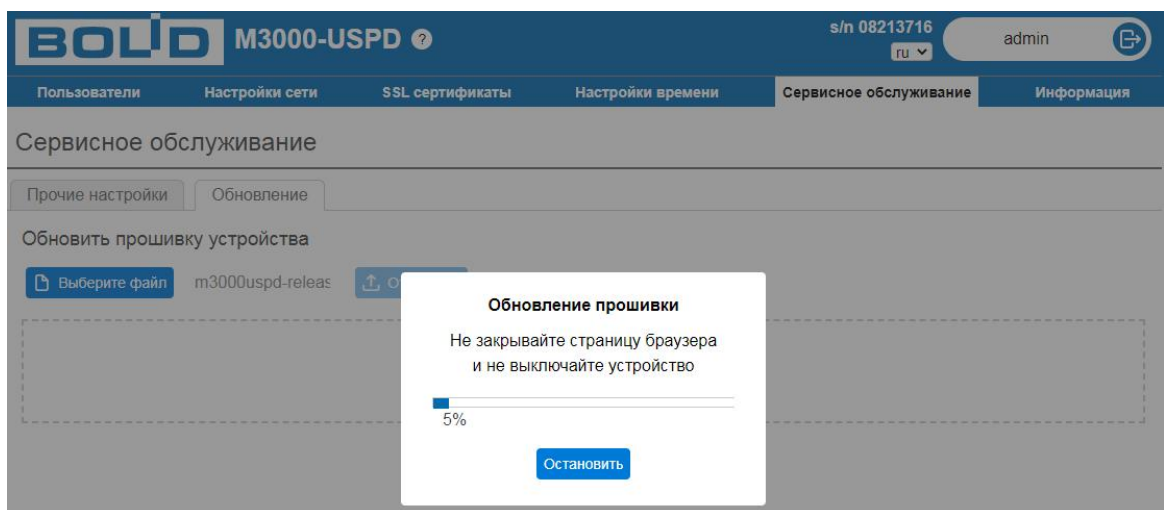 BOLID M3000-USPD ?
s/n 08213716
ru
admin
Пользователи Настройки сети SSL сертификаты Настройки времени Сервисное обслуживание Информация
Сервисное обслуживание
Прочие настройки Обновление
Обновить прошивку устройства
Выберите файл m3000uspd-releas
Обновление прошивки
Не закрывайте страницу браузера
и не выключайте устройство
5%
Остановить